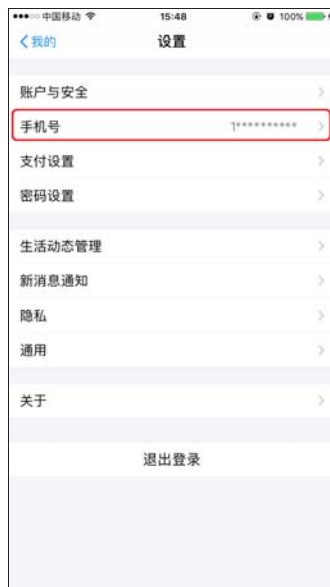 中国移动 15:48 100%
我的 设置
账户与安全
手机号 1**********
支付设置
密码设置
生活动态管理
新消息通知
隐私
通用
关于
退出登录